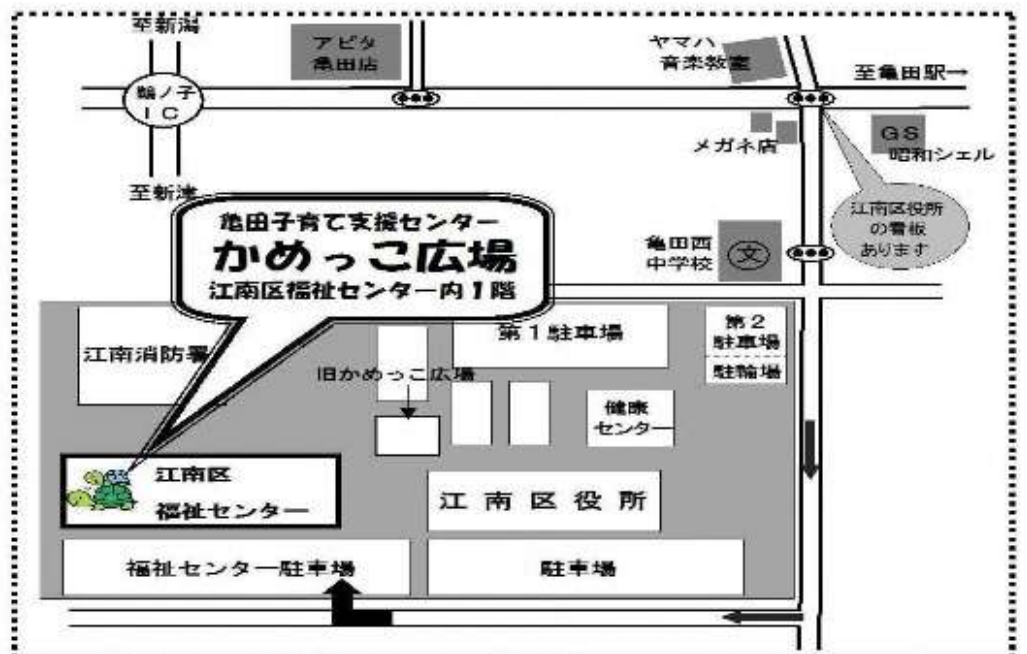 至新潟
アピタ
亀田店
ヤマハ
音楽教室
至亀田駅→
鵜ノ子
ＩＣ
メガネ店
ＧＳ
昭和シェル
至新津
江南区役所
の看板
あります
亀田子育て支援センター
かめっこ広場
江南区福祉センター内１階
亀田西
中学校
文
江南消防署
第１駐車場
第２
駐車場
駐輪場
旧かめっこ広場
健康
センター
江南区
福祉センター
江南区役所
福祉センター駐車場
駐車場